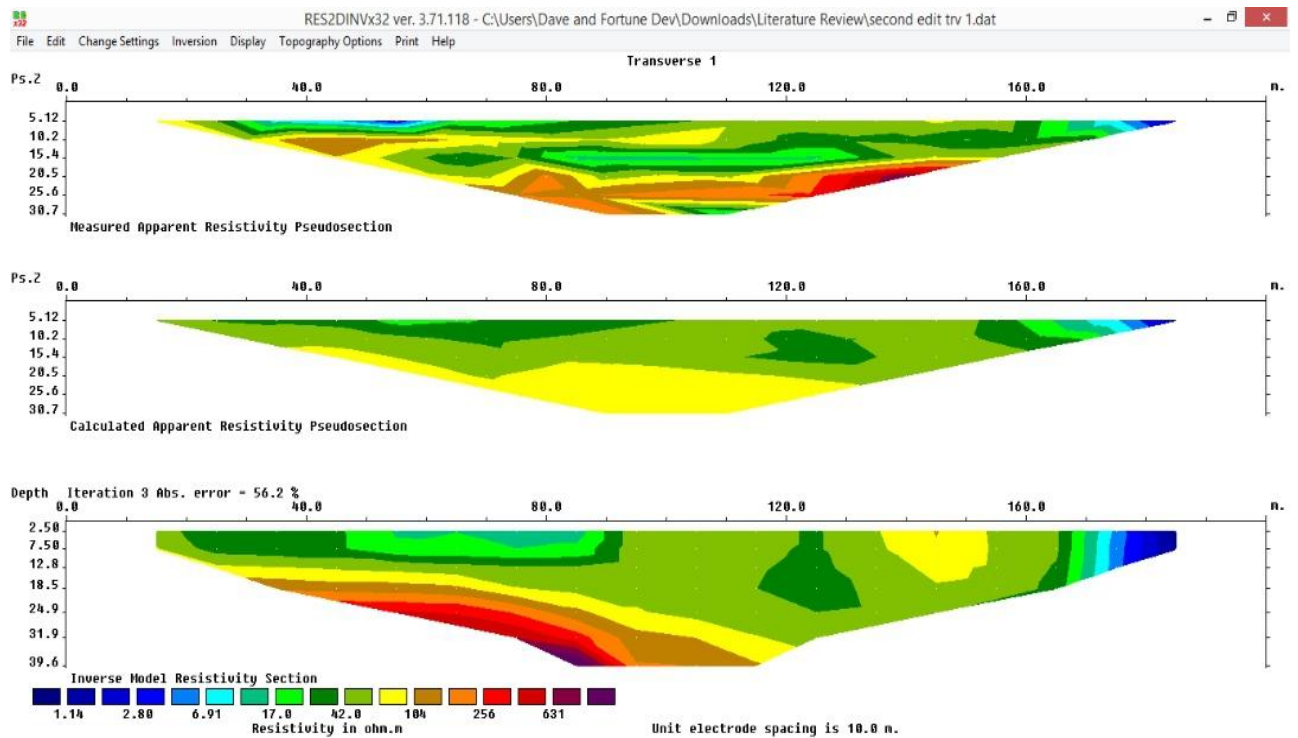 RES2DINVx32 ver. 3.71.118 - C:\Users\Dave and Fortune Dev\Downloads\Literature Review\second edit trv 1.dat
File Edit Change Settings Inversion Display Topography Options Print Help
Transverse 1
Ps.Z 0.0 40.0 80.0 120.0 160.0 m.
5.12
10.2
15.4
20.5
25.6
30.7
Measured Apparent Resistivity Pseudosection
Ps.Z 0.0 40.0 80.0 120.0 160.0 m.
5.12
10.2
15.4
20.5
25.6
30.7
Calculated Apparent Resistivity Pseudosection
Depth Iteration 3 Abs. error = 56.2 %
0.0 40.0 80.0 120.0 160.0 m.
2.50
7.50
12.8
18.5
24.9
31.9
39.6
Inverse Model Resistivity Section
1.14 2.80 6.91 17.0 42.0 104 256 631
Resistivity in ohm.m Unit electrode spacing is 10.0 m.